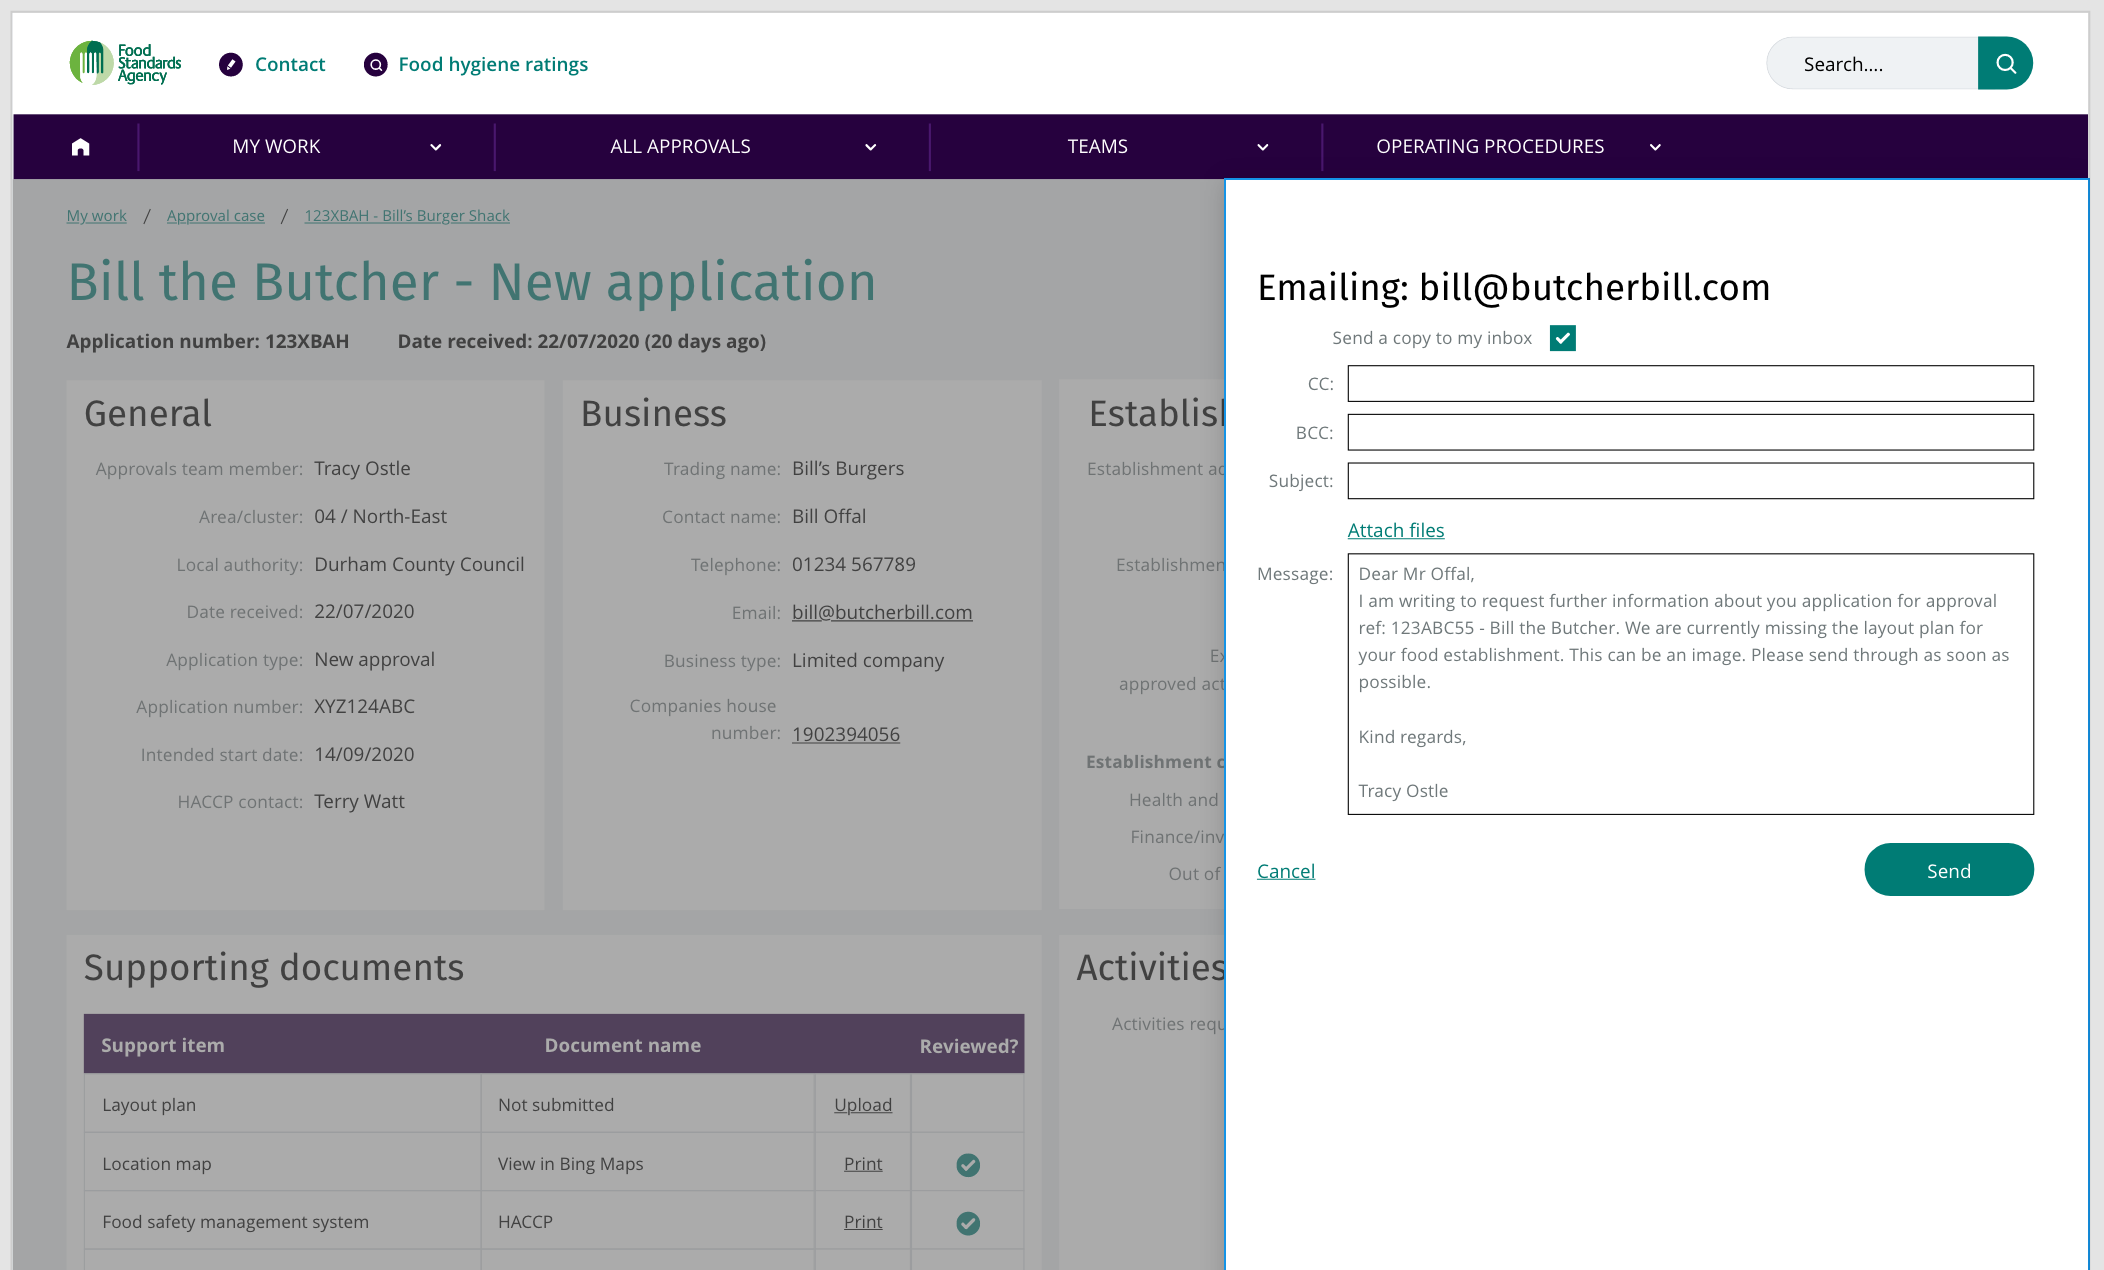 Food
Standards
Agency
Contact
Food hygiene ratings
Search....
MY WORK
ALL APPROVALS
TEAMS
OPERATING PROCEDURES
My work / Approval case / 123XBAH - Bill's Burger Shack
Bill the Butcher - New application
Application number: 123XBAH
Date received: 22/07/2020 (20 days ago)
General
Approvals team member: Tracy Ostle
Area/cluster: 04 / North-East
Local authority: Durham County Council
Date received: 22/07/2020
Application type: New approval
Application number: XYZ124ABC
Intended start date: 14/09/2020
HACCP contact: Terry Watt
Business
Trading name: Bill's Burgers
Contact name: Bill Offal
Telephone: 01234 567789
Email: bill@butcherbill.com
Business type: Limited company
Companies house
number: 1902394056
Establish
Establishment ac
Establishmen
Ex
approved act
Establishment c
Health and
Finance/inv
Out of
Supporting documents
Support item Document name Reviewed?
Layout plan Not submitted Upload
Location map View in Bing Maps Print
Food safety management system HACCP Print
Activities
Activities requ
Emailing: bill@butcherbill.com
Send a copy to my inbox
CC:
BCC:
Subject:
Attach files
Message:
Dear Mr Offal,
I am writing to request further information about you application for approval
ref: 123ABC55 - Bill the Butcher. We are currently missing the layout plan for
your food establishment. This can be an image. Please send through as soon as
possible.
Kind regards,
Tracy Ostle
Cancel
Send